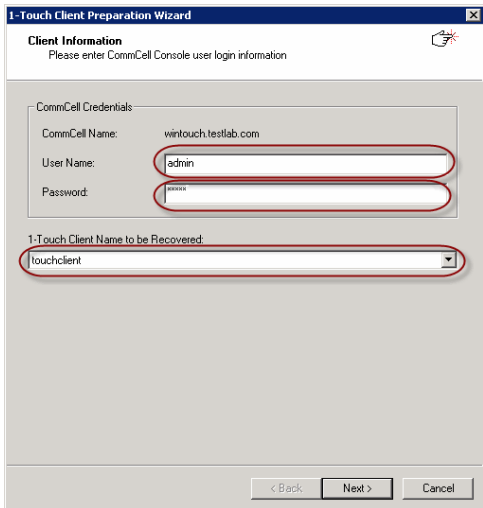 1-Touch Client Preparation Wizard
Client Information
Please enter CommCell Console user login information
CommCell Credentials
CommCell Name: wintouch.testlab.com
User Name: admin
Password: *****
1-Touch Client Name to be Recovered:
touchclient
< Back Next > Cancel